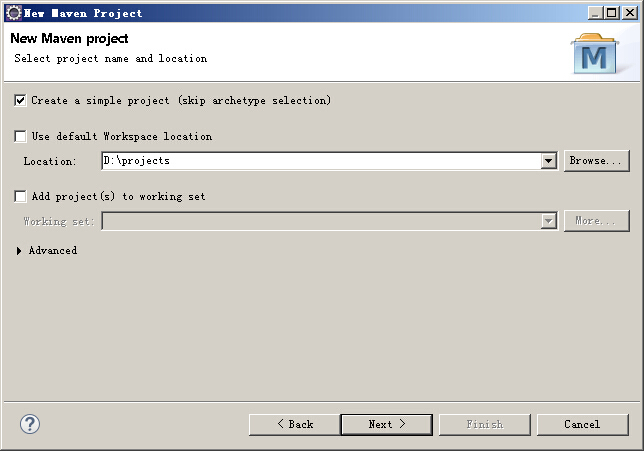 New Maven Project
New Maven project
Select project name and location
M
Create a simple project (skip archetype selection)
Use default Workspace location
Location: D:\projects Browse...
Add project(s) to working set
Working set: More...
Advanced
? < Back Next > Finish Cancel